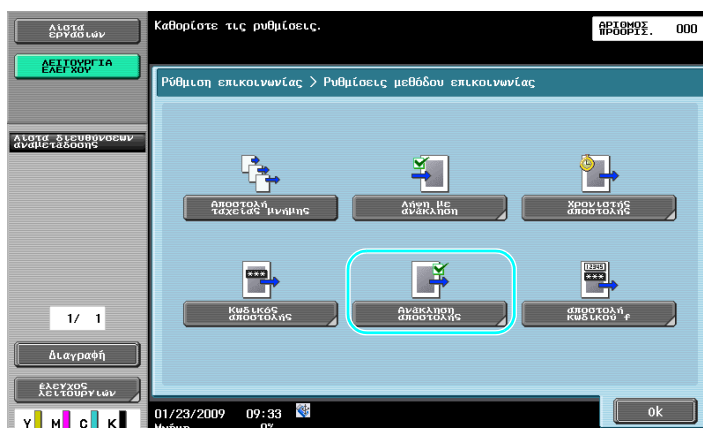 Λίστα
εργασιών
Καθορίστε τις ρυθμίσεις.
ΑΡΙΘΜΟΣ
ΠΡΟΟΡΙΣ.
000
ΛΕΙΤΟΥΡΓΙΑ
ΕΛΕΓΧΟΥ
Ρύθμιση επικοινωνίας > Ρυθμίσεις μεθόδου επικοινωνίας
Λίστα διευθύνσεων
αναμετάδοσης
Αποστολή
ταχείας μνήμης
Λήψη με
ανάκληση
Χρονιστής
αποστολής
***
***
12345
***
Κωδικός
αποστολής
Ανάκληση
αποστολής
αποστολή
κωδικού F
1/ 1
Διαγραφή
έλεγχος
λειτουργιών
Y M C K
01/23/2009 09:33
Μνήμη 0%
ok